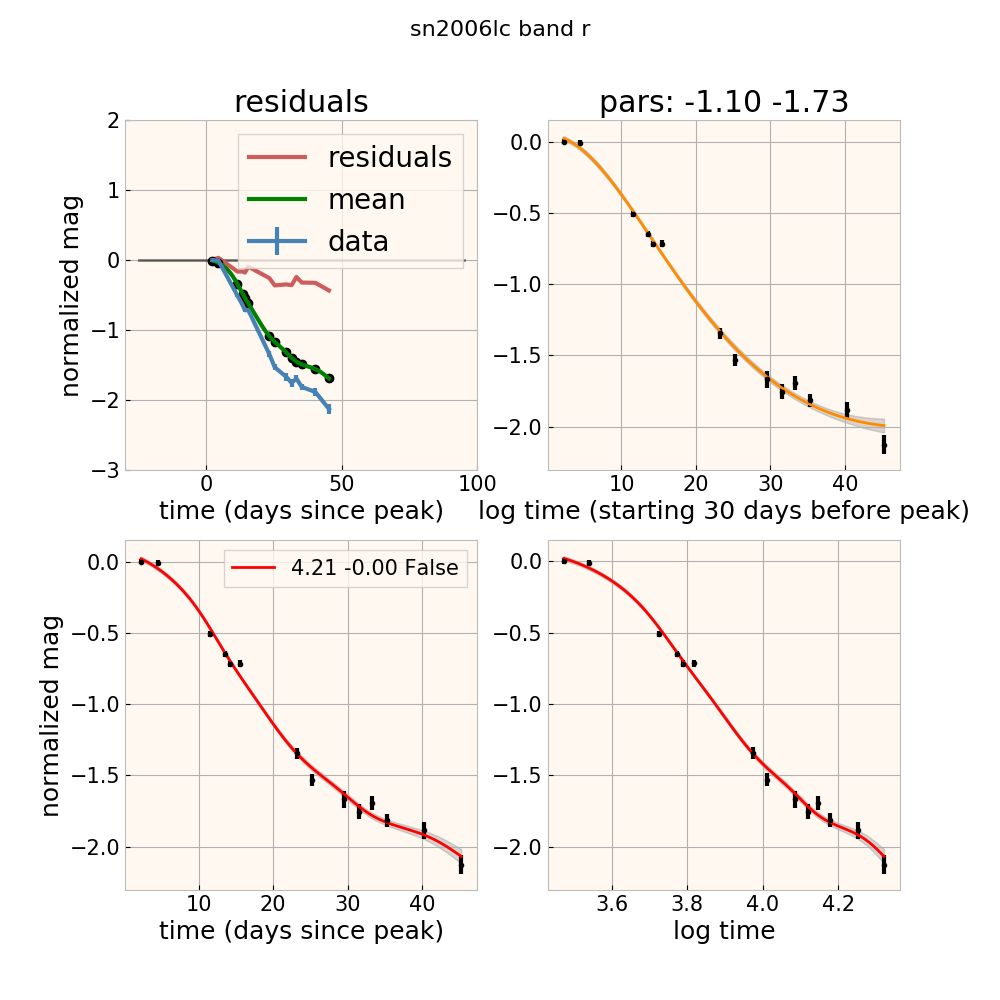 sn2006lc band r
residuals
pars: -1.10 -1.73
normalized mag
2
1
0
−1
−2
−3
residuals
mean
data
0
50
100
time (days since peak)
0.0
−0.5
−1.0
−1.5
−2.0
10
20
30
40
log time (starting 30 days before peak)
normalized mag
0.0
−0.5
−1.0
−1.5
−2.0
4.21 -0.00 False
10
20
30
40
time (days since peak)
0.0
−0.5
−1.0
−1.5
−2.0
3.6
3.8
4.0
4.2
log time